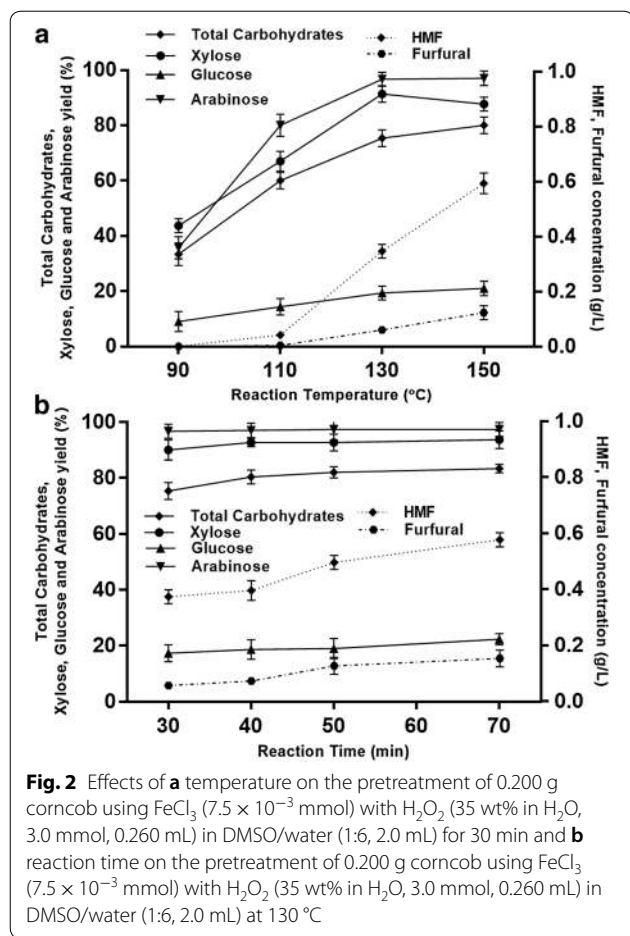 a
Total Carbohydrates
Xylose
Glucose
Arabinose
HMF
Furfural
Total Carbohydrates,
Xylose, Glucose and Arabinose yield (%)
100
80
60
40
20
0
1.0
0.8
0.6
0.4
0.2
0.0
HMF, Furfural concentration (g/L)
90 110 130 150
Reaction Temperature (°C)
b
Total Carbohydrates
Xylose
Glucose
Arabinose
HMF
Furfural
Total Carbohydrates,
Xylose, Glucose and Arabinose yield (%)
100
80
60
40
20
0
1.0
0.8
0.6
0.4
0.2
0.0
HMF, Furfural concentration (g/L)
30 40 50 60 70
Reaction Time (min)
Fig. 2 Effects of a temperature on the pretreatment of 0.200 g
corncob using FeCl₃ (7.5 × 10⁻³ mmol) with H₂O₂ (35 wt% in H₂O,
3.0 mmol, 0.260 mL) in DMSO/water (1:6, 2.0 mL) for 30 min and b
reaction time on the pretreatment of 0.200 g corncob using FeCl₃
(7.5 × 10⁻³ mmol) with H₂O₂ (35 wt% in H₂O, 3.0 mmol, 0.260 mL) in
DMSO/water (1:6, 2.0 mL) at 130 °C